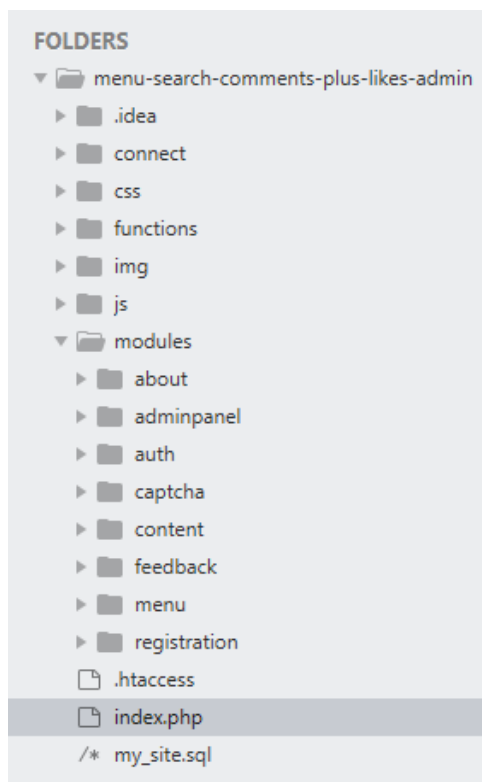 FOLDERS
menu-search-comments-plus-likes-admin
.idea
connect
css
functions
img
js
modules
about
adminpanel
auth
captcha
content
feedback
menu
registration
.htaccess
index.php
/* my_site.sql